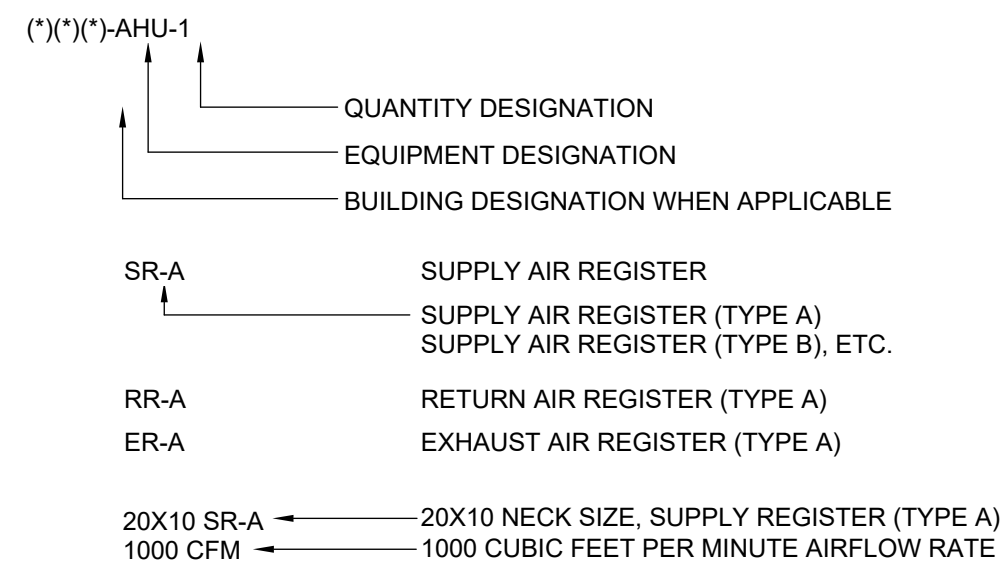 (*)(*)(*)-AHU-1
QUANTITY DESIGNATION
EQUIPMENT DESIGNATION
BUILDING DESIGNATION WHEN APPLICABLE
SR-A SUPPLY AIR REGISTER
SUPPLY AIR REGISTER (TYPE A)
SUPPLY AIR REGISTER (TYPE B), ETC.
RR-A RETURN AIR REGISTER (TYPE A)
ER-A EXHAUST AIR REGISTER (TYPE A)
20X10 SR-A 20X10 NECK SIZE, SUPPLY REGISTER (TYPE A)
1000 CFM 1000 CUBIC FEET PER MINUTE AIRFLOW RATE